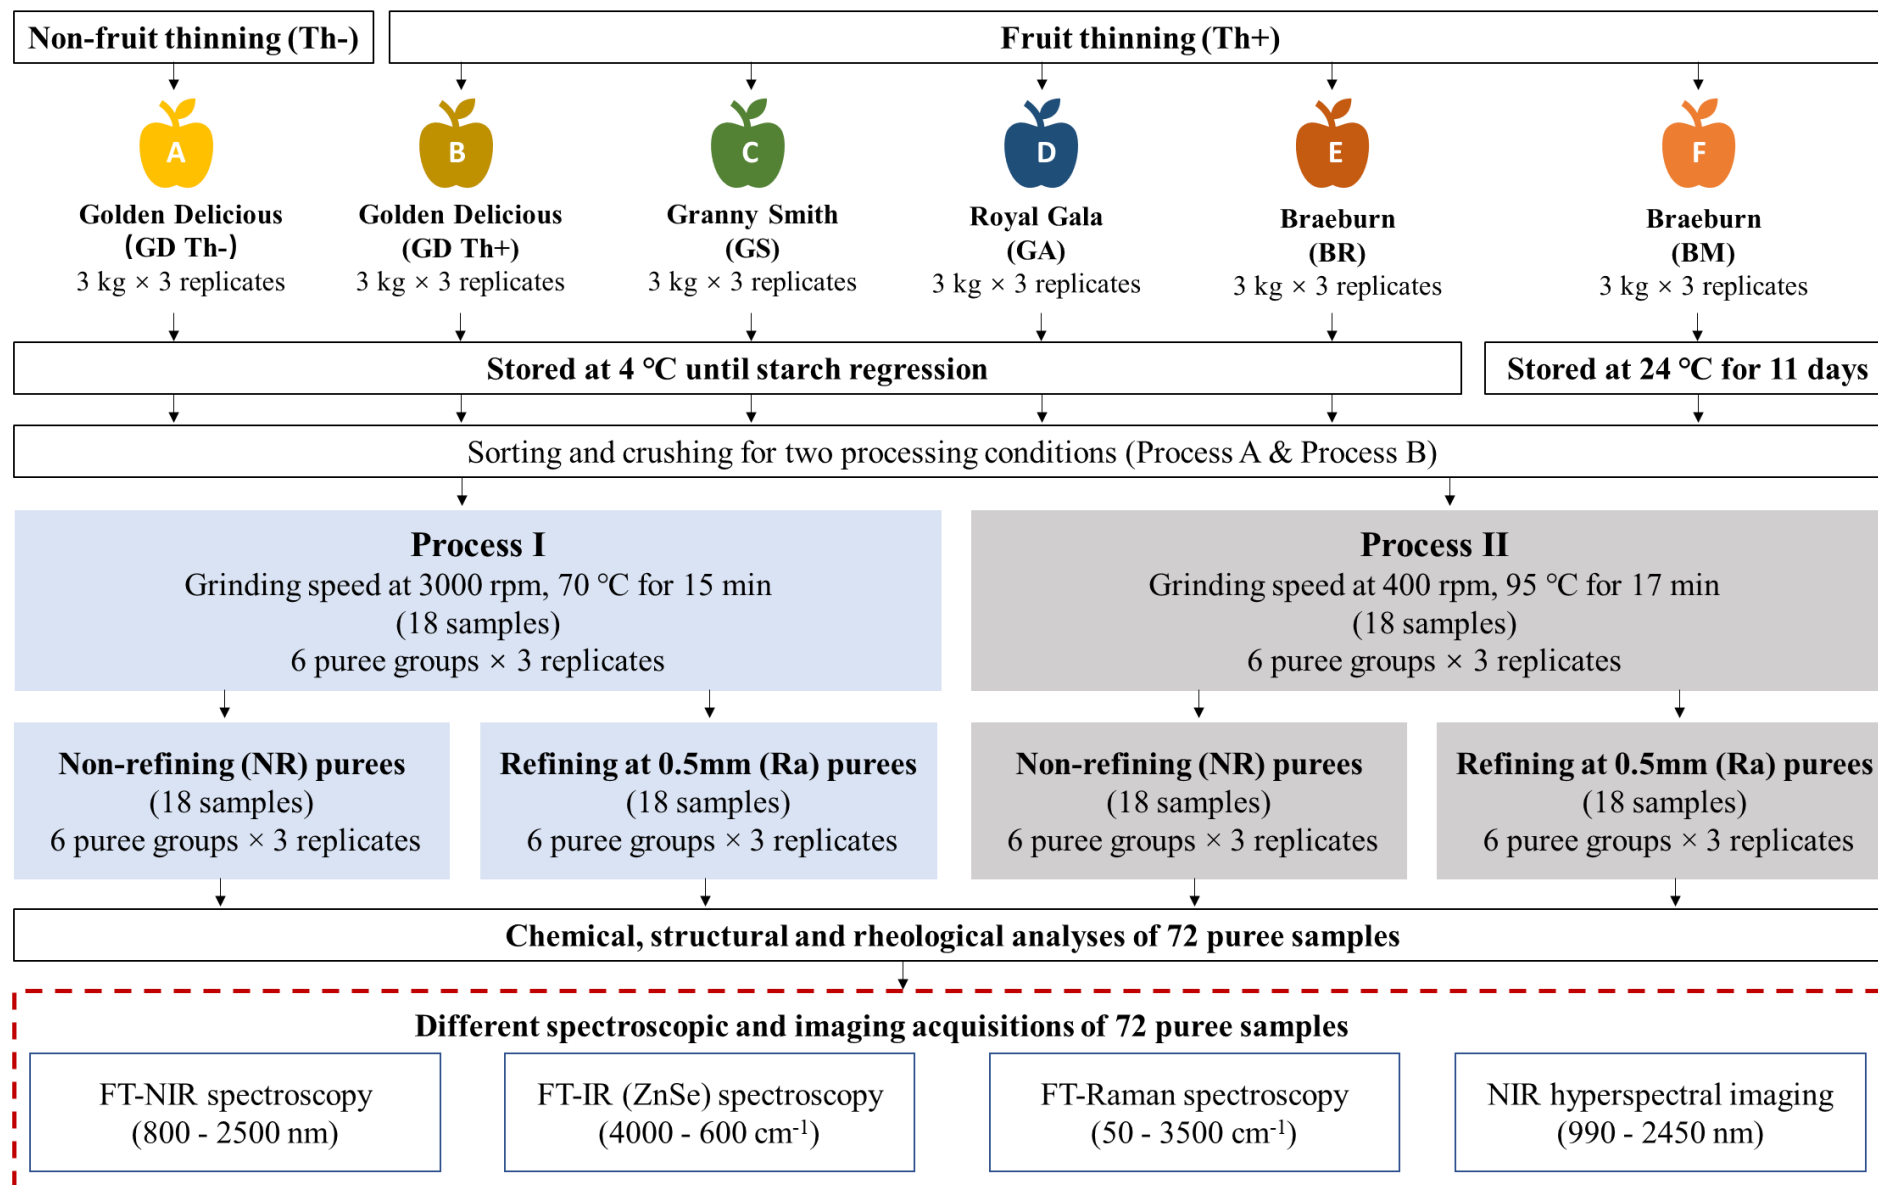 Non-fruit thinning (Th-)
Fruit thinning (Th+)
A
B
C
D
E
F
Golden Delicious
(GD Th-)
3 kg × 3 replicates
Golden Delicious
(GD Th+)
3 kg × 3 replicates
Granny Smith
(GS)
3 kg × 3 replicates
Royal Gala
(GA)
3 kg × 3 replicates
Braeburn
(BR)
3 kg × 3 replicates
Braeburn
(BM)
3 kg × 3 replicates
Stored at 4 °C until starch regression
Stored at 24 °C for 11 days
Sorting and crushing for two processing conditions (Process A & Process B)
Process I
Grinding speed at 3000 rpm, 70 °C for 15 min
(18 samples)
6 puree groups × 3 replicates
Process II
Grinding speed at 400 rpm, 95 °C for 17 min
(18 samples)
6 puree groups × 3 replicates
Non-refining (NR) purees
(18 samples)
6 puree groups × 3 replicates
Refining at 0.5mm (Ra) purees
(18 samples)
6 puree groups × 3 replicates
Non-refining (NR) purees
(18 samples)
6 puree groups × 3 replicates
Refining at 0.5mm (Ra) purees
(18 samples)
6 puree groups × 3 replicates
Chemical, structural and rheological analyses of 72 puree samples
Different spectroscopic and imaging acquisitions of 72 puree samples
FT-NIR spectroscopy
(800 - 2500 nm)
FT-IR (ZnSe) spectroscopy
(4000 - 600 cm⁻¹)
FT-Raman spectroscopy
(50 - 3500 cm⁻¹)
NIR hyperspectral imaging
(990 - 2450 nm)